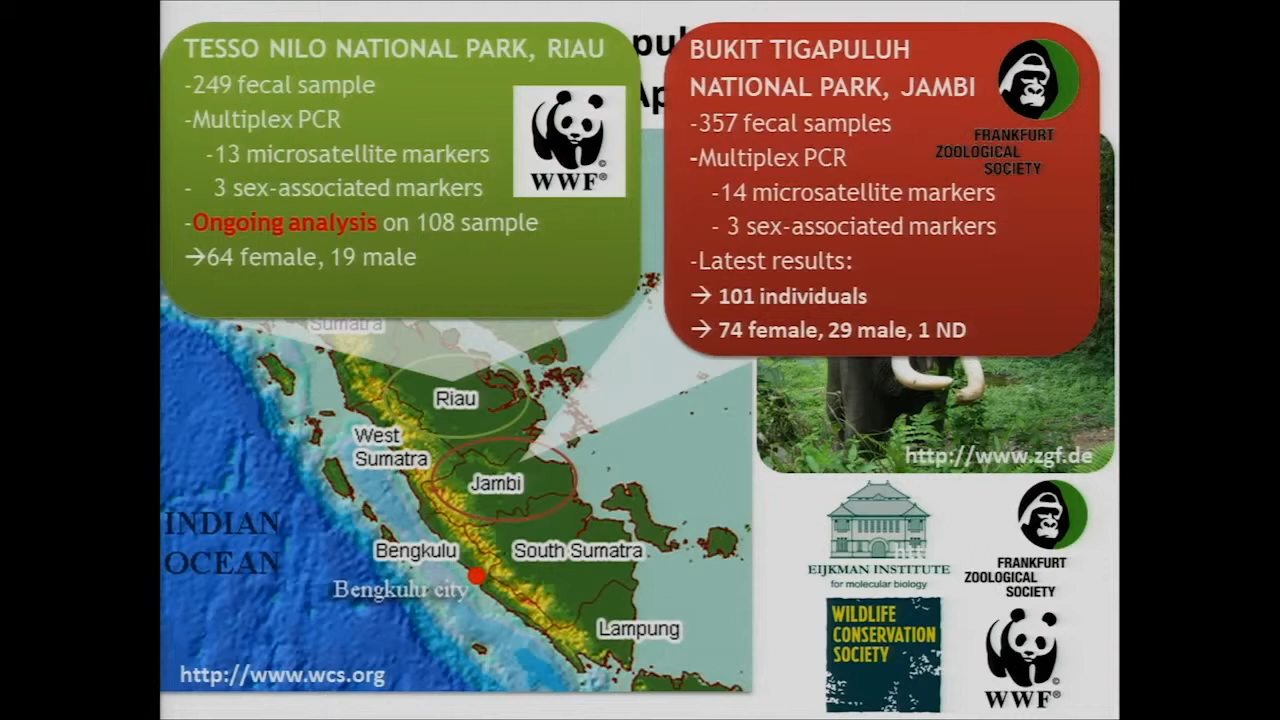 TESSO NILO NATIONAL PARK, RIAU
-249 fecal sample
-Multiplex PCR
-13 microsatellite markers
- 3 sex-associated markers
-Ongoing analysis on 108 sample
→64 female, 19 male
WWF®
BUKIT TIGAPULUH
NATIONAL PARK, JAMBI
-357 fecal samples
-Multiplex PCR
-14 microsatellite markers
- 3 sex-associated markers
-Latest results:
→ 101 individuals
→ 74 female, 29 male, 1 ND
FRANKFURT
ZOOLOGICAL
SOCIETY
Sumatra
Riau
West
Sumatra
Jambi
INDIAN
OCEAN
Bengkulu
South Sumatra
Bengkulu city
Lampung
http://www.wcs.org
http://www.zgf.de
EIJKMAN INSTITUTE
for molecular biology
FRANKFURT
ZOOLOGICAL
SOCIETY
WILDLIFE
CONSERVATION
SOCIETY
WWF®